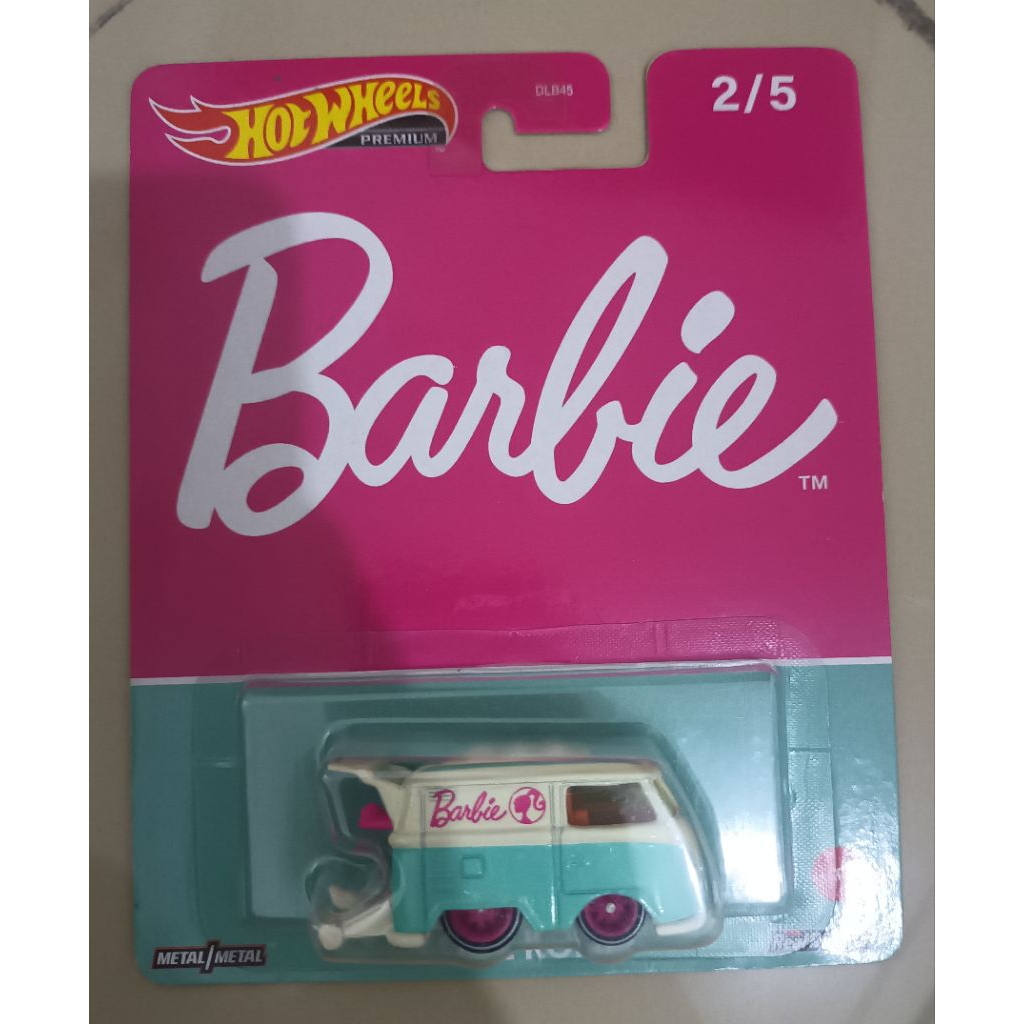 HOT WHEELS
PREMIUM
DLB45
2/5
Barbie
TM
Barbie
METAL/METAL